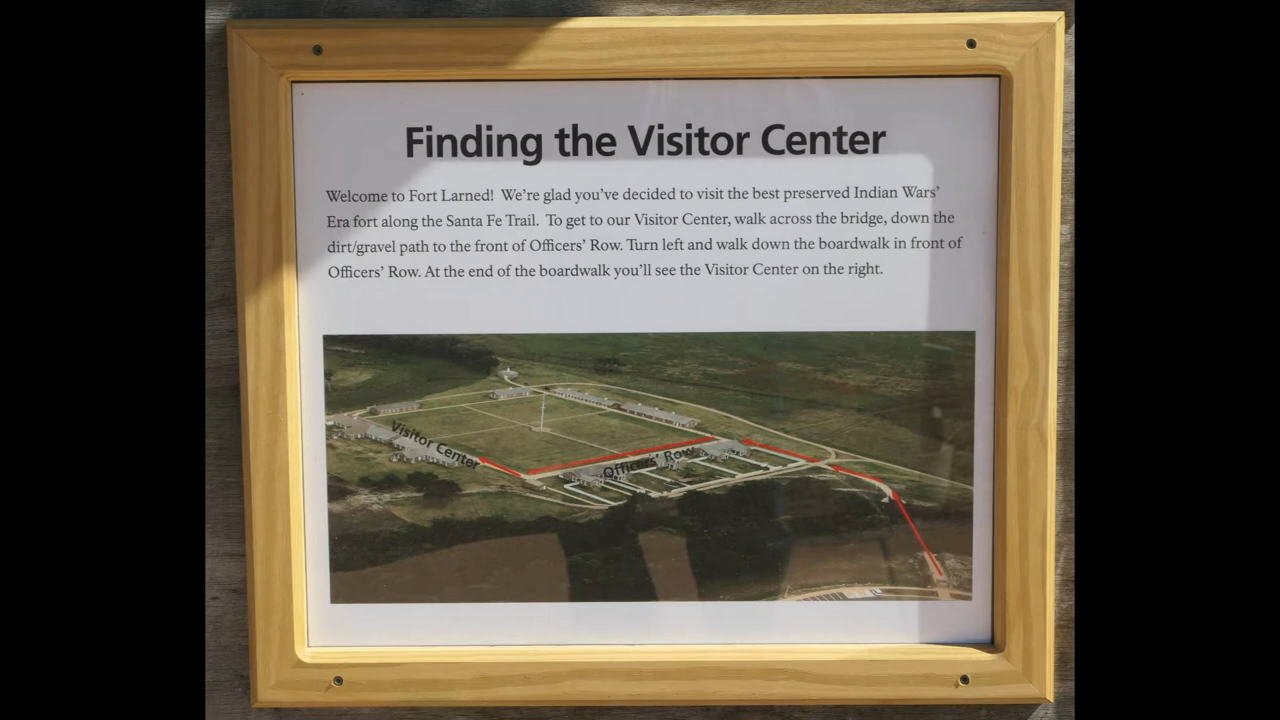 Finding the Visitor Center
Welcome to Fort Larned!  We're glad you've decided to visit the best preserved Indian Wars'
Era fort along the Santa Fe Trail.  To get to our Visitor Center, walk across the bridge, down the
dirt/gravel path to the front of Officers' Row. Turn left and walk down the boardwalk in front of
Officers' Row. At the end of the boardwalk you'll see the Visitor Center on the right.
Visitor Center
Officers' Row